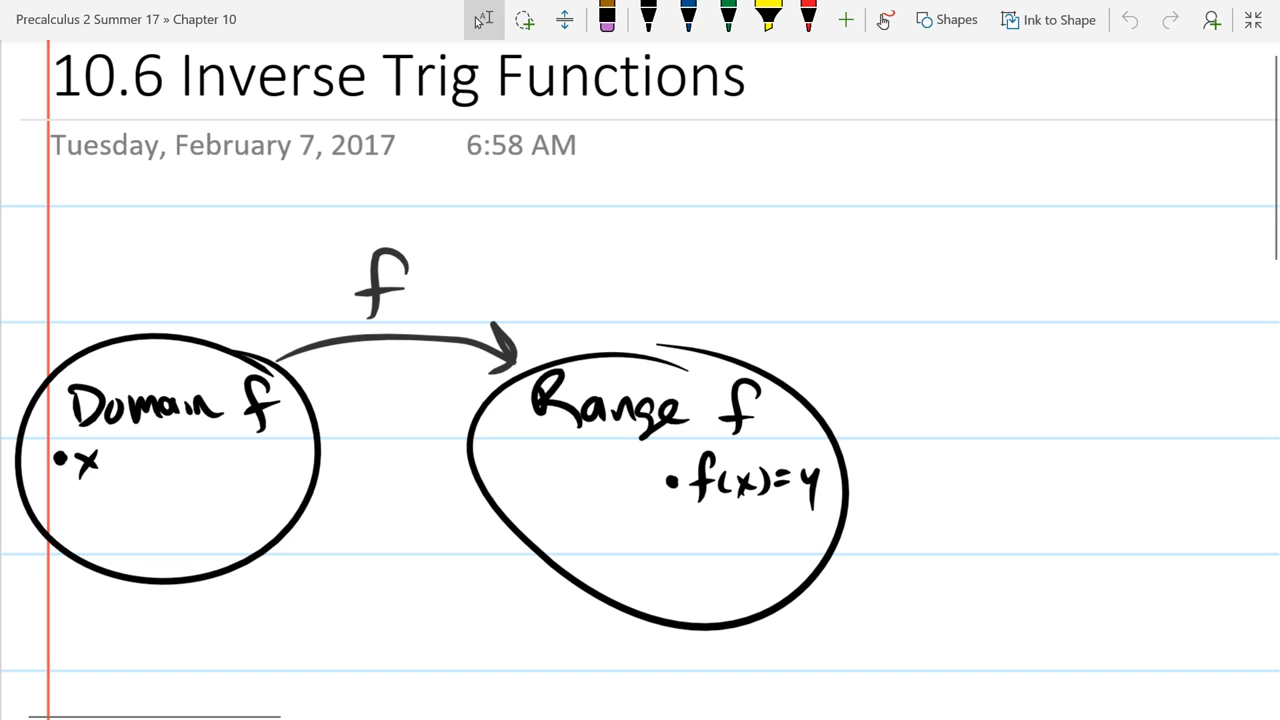 Precalculus 2 Summer 17 » Chapter 10
Shapes
Ink to Shape
10.6 Inverse Trig Functions
Tuesday, February 7, 2017 6:58 AM
f
Domain f
Range f
•x
•f(x)=y